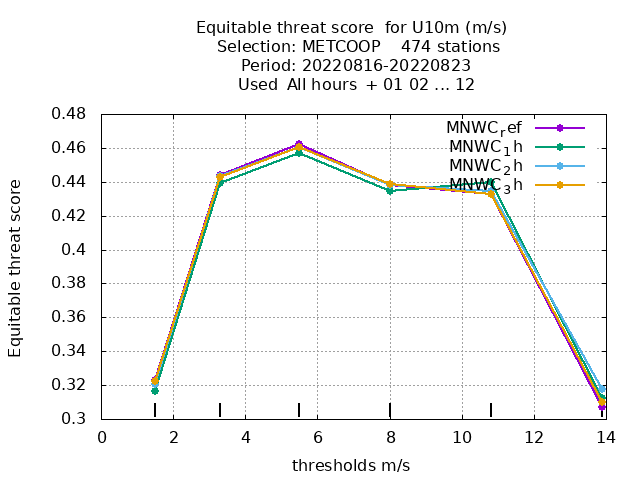 Equitable threat score  for U10m (m/s)
Selection: METCOOP    474 stations
Period: 20220816-20220823
Used  All hours  + 01 02 ... 12
0.48
0.46
0.44
0.42
0.4
0.38
0.36
0.34
0.32
0.3
Equitable threat score
MNWC_ref
MNWC_1h
MNWC_2h
MNWC_3h
0 2 4 6 8 10 12 14
thresholds m/s